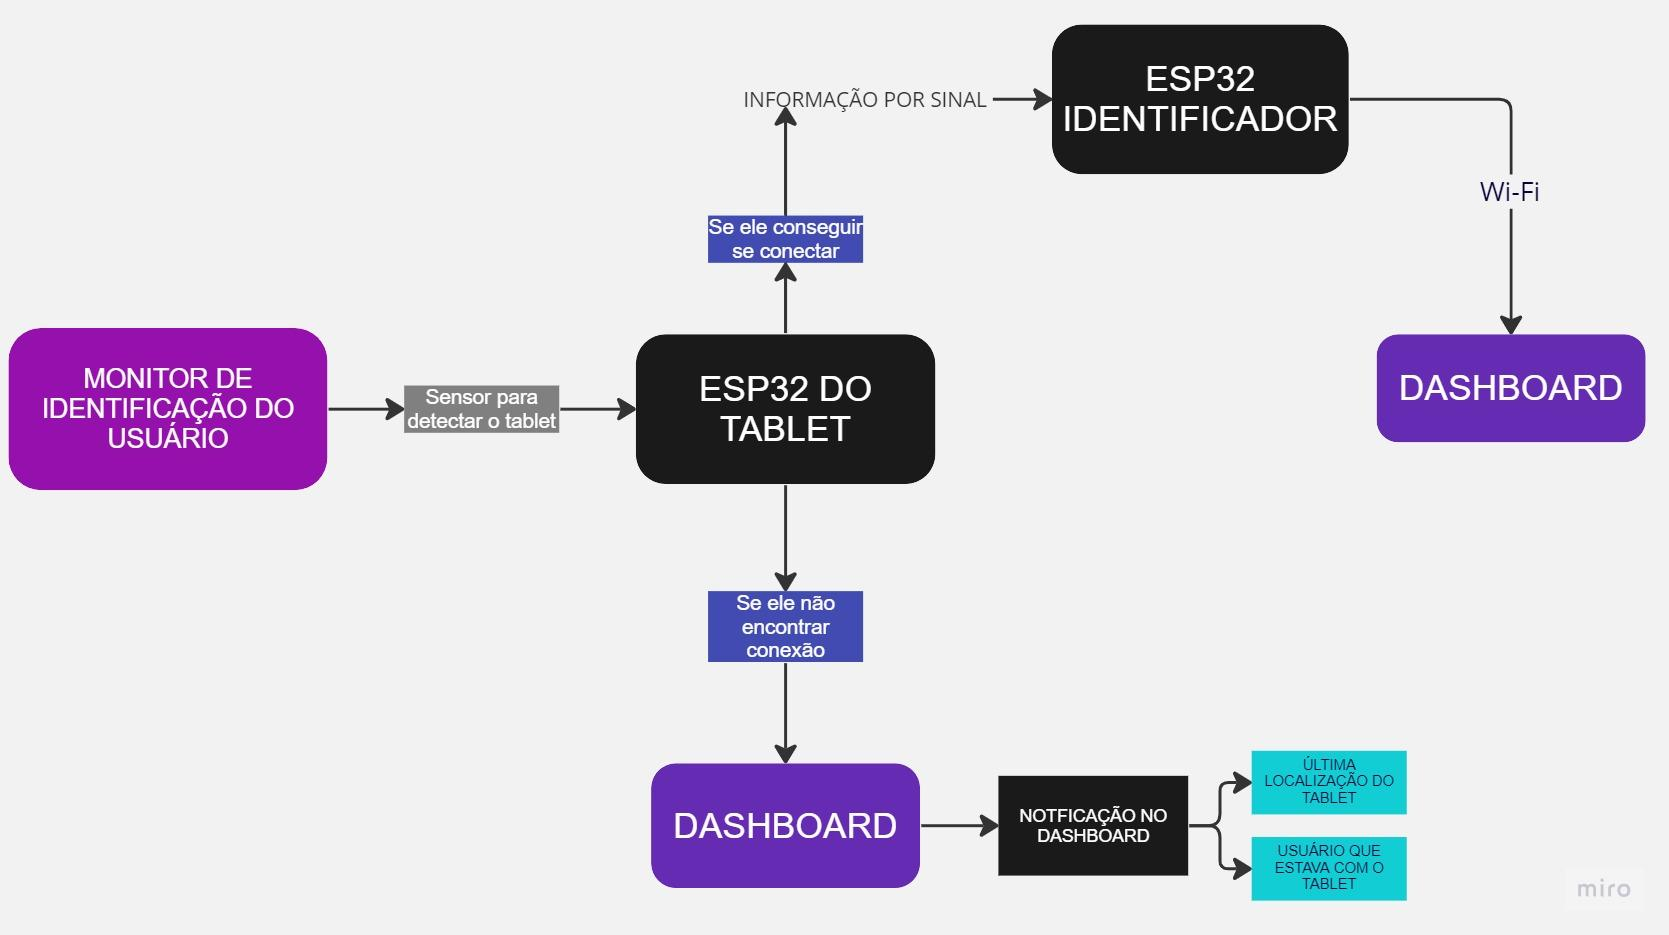 ESP32
IDENTIFICADOR
INFORMAÇÃO POR SINAL
Wi-Fi
Se ele conseguir
se conectar
MONITOR DE
IDENTIFICAÇÃO DO
USUÁRIO
Sensor para
detectar o tablet
ESP32 DO
TABLET
DASHBOARD
Se ele não
encontrar
conexão
DASHBOARD
NOTFICAÇÃO NO
DASHBOARD
ÚLTIMA
LOCALIZAÇÃO DO
TABLET
USUÁRIO QUE
ESTAVA COM O
TABLET
miro